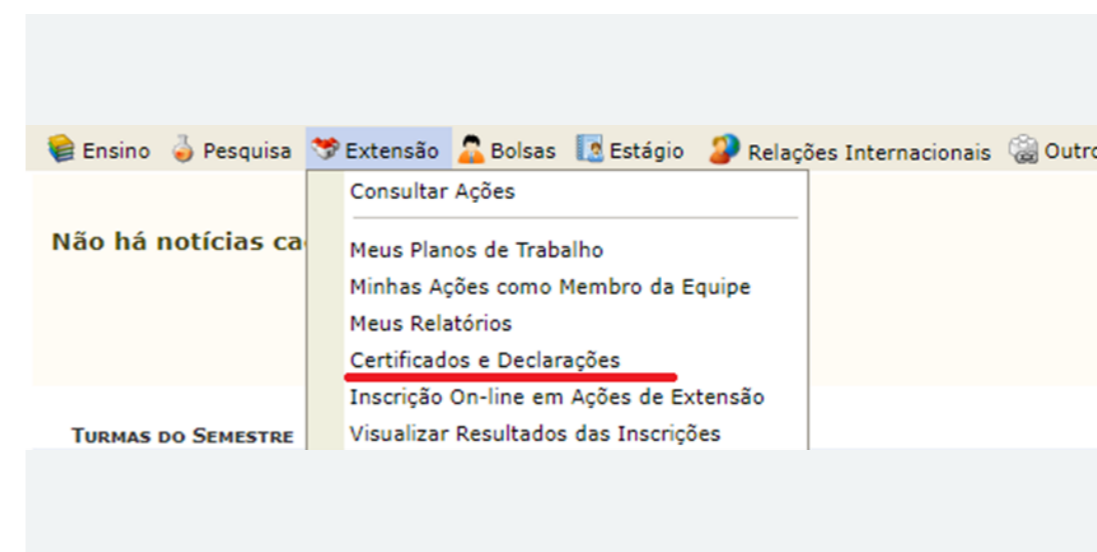 Ensino Pesquisa Extensão Bolsas Estágio Relações Internacionais
Consultar Ações
Não há notícias
Meus Planos de Trabalho
Minhas Ações como Membro da Equipe
Meus Relatórios
Certificados e Declarações
Inscrição On-line em Ações de Extensão
TURMAS DO SEMESTRE
Visualizar Resultados das Inscrições